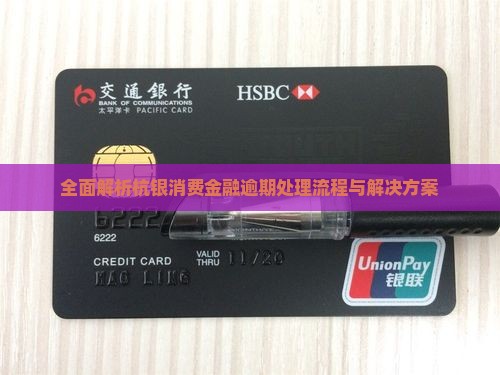 交通銀行
BANK OF COMMUNICATIONS
太平洋卡 PACIFIC CARD
HSBC
全面解析杭银消费金融逾期处理流程与解决方案
6222
6222
CREDIT CARD
VALID
THRU
11/20
MAO LING
UnionPay
银联